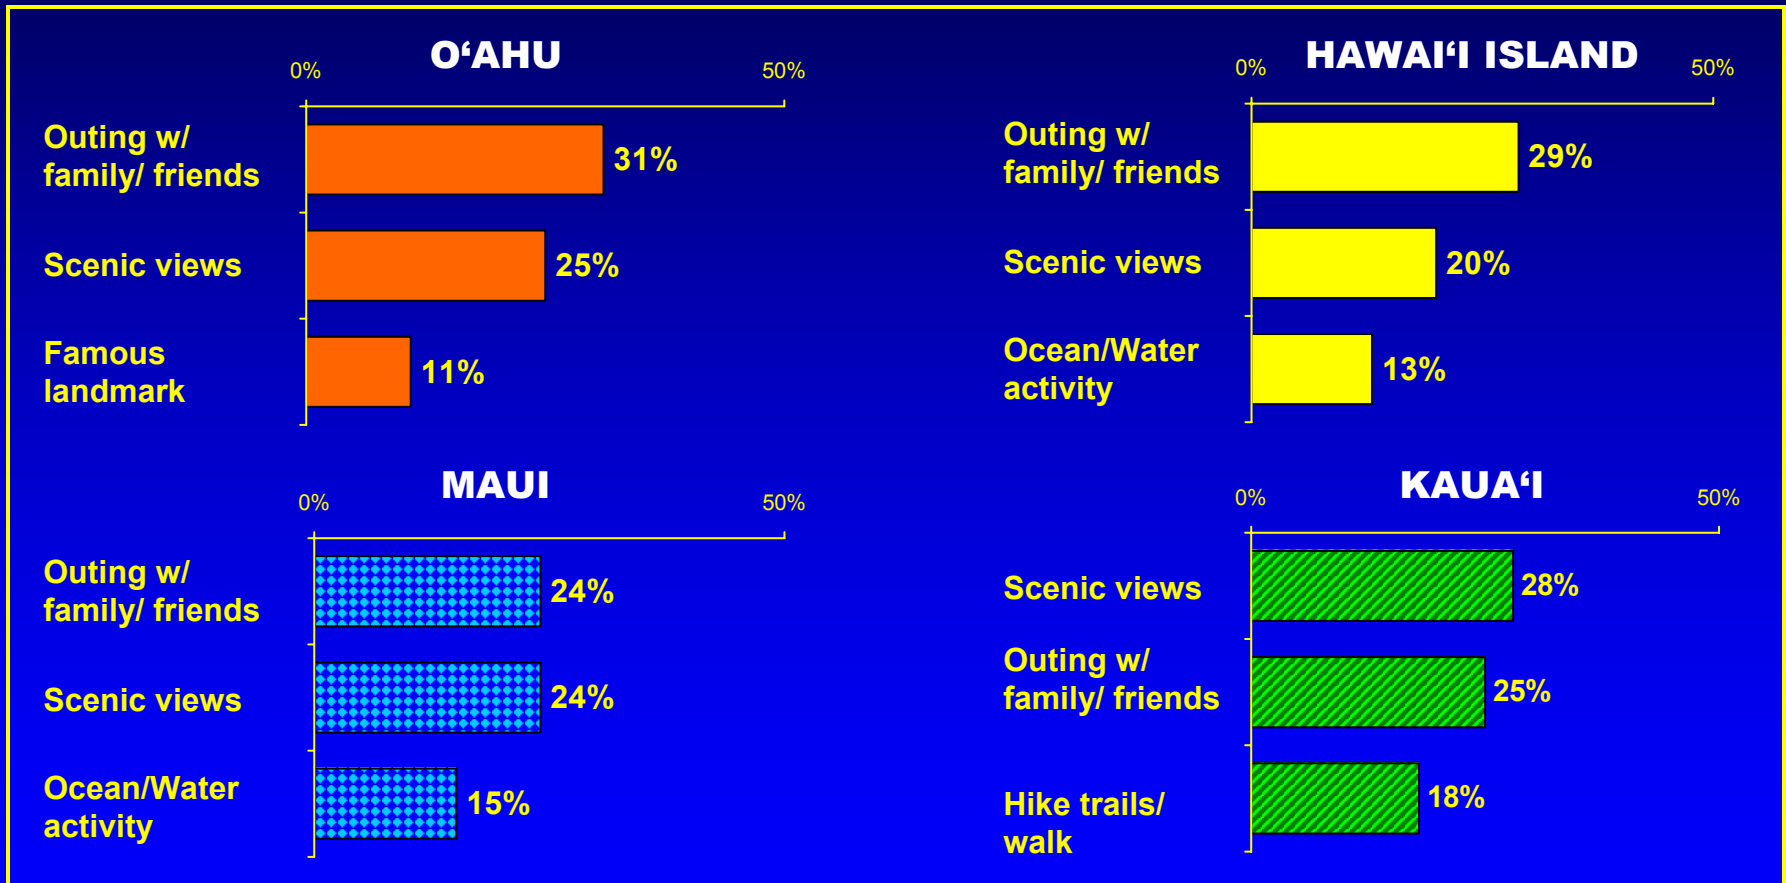 O‘AHU
0%
50%
Outing w/
family/ friends
31%
Scenic views
25%
Famous
landmark
11%
HAWAI‘I ISLAND
0%
50%
Outing w/
family/ friends
29%
Scenic views
20%
Ocean/Water
activity
13%
MAUI
0%
50%
Outing w/
family/ friends
24%
Scenic views
24%
Ocean/Water
activity
15%
KAUA‘I
0%
50%
Scenic views
28%
Outing w/
family/ friends
25%
Hike trails/
walk
18%